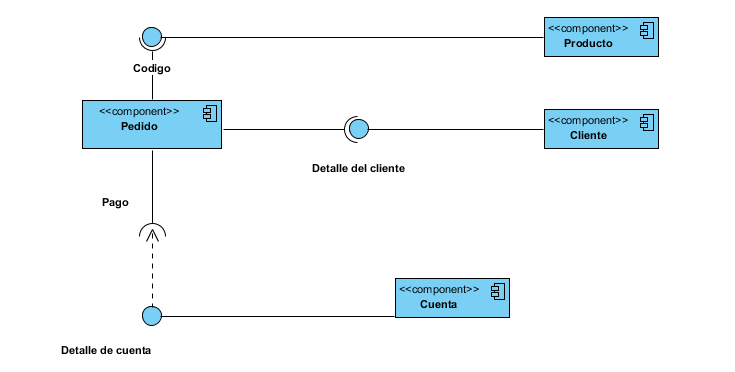 <<component>>
Producto
Codigo
<<component>>
Pedido
<<component>>
Cliente
Detalle del cliente
Pago
<<component>>
Cuenta
Detalle de cuenta